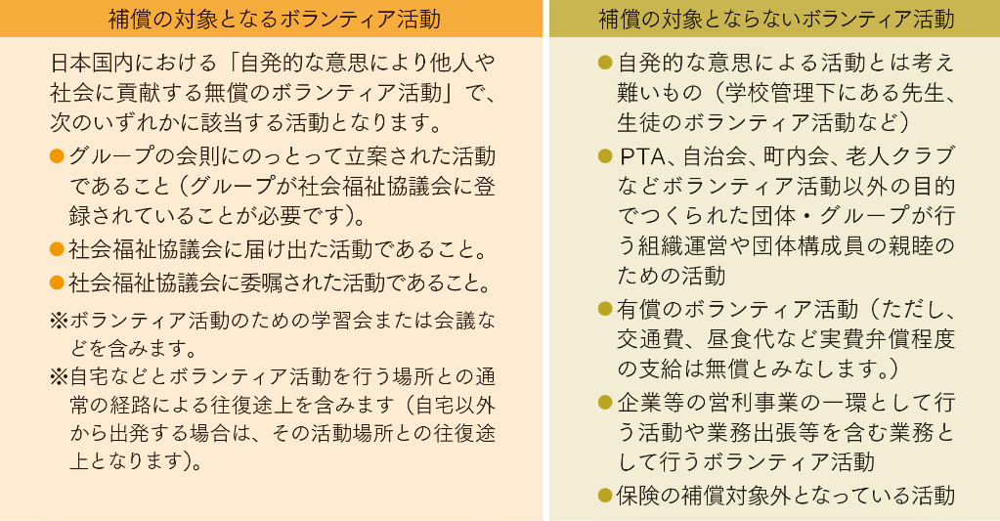 補償の対象となるボランティア活動
日本国内における「自発的な意思により他人や
社会に貢献する無償のボランティア活動」で、
次のいずれかに該当する活動となります。
●グループの会則にのっとって立案された活動
であること（グループが社会福祉協議会に登
録されていることが必要です）。
●社会福祉協議会に届け出た活動であること。
●社会福祉協議会に委嘱された活動であること。
※ボランティア活動のための学習会または会議な
どを含みます。
※自宅などとボランティア活動を行う場所との通
常の経路による往復途上を含みます（自宅以外
から出発する場合は、その活動場所との往復途
上となります）。
補償の対象とならないボランティア活動
●自発的な意思による活動とは考え
難いもの（学校管理下にある先生、
生徒のボランティア活動など）
●PTA、自治会、町内会、老人クラブ
などボランティア活動以外の目的
でつくられた団体・グループが行
う組織運営や団体構成員の親睦の
ための活動
●有償のボランティア活動（ただし、
交通費、昼食代など実費弁償程度
の支給は無償とみなします。）
●企業等の営利事業の一環として行
う活動や業務出張等を含む業務と
して行うボランティア活動
●保険の補償対象外となっている活動